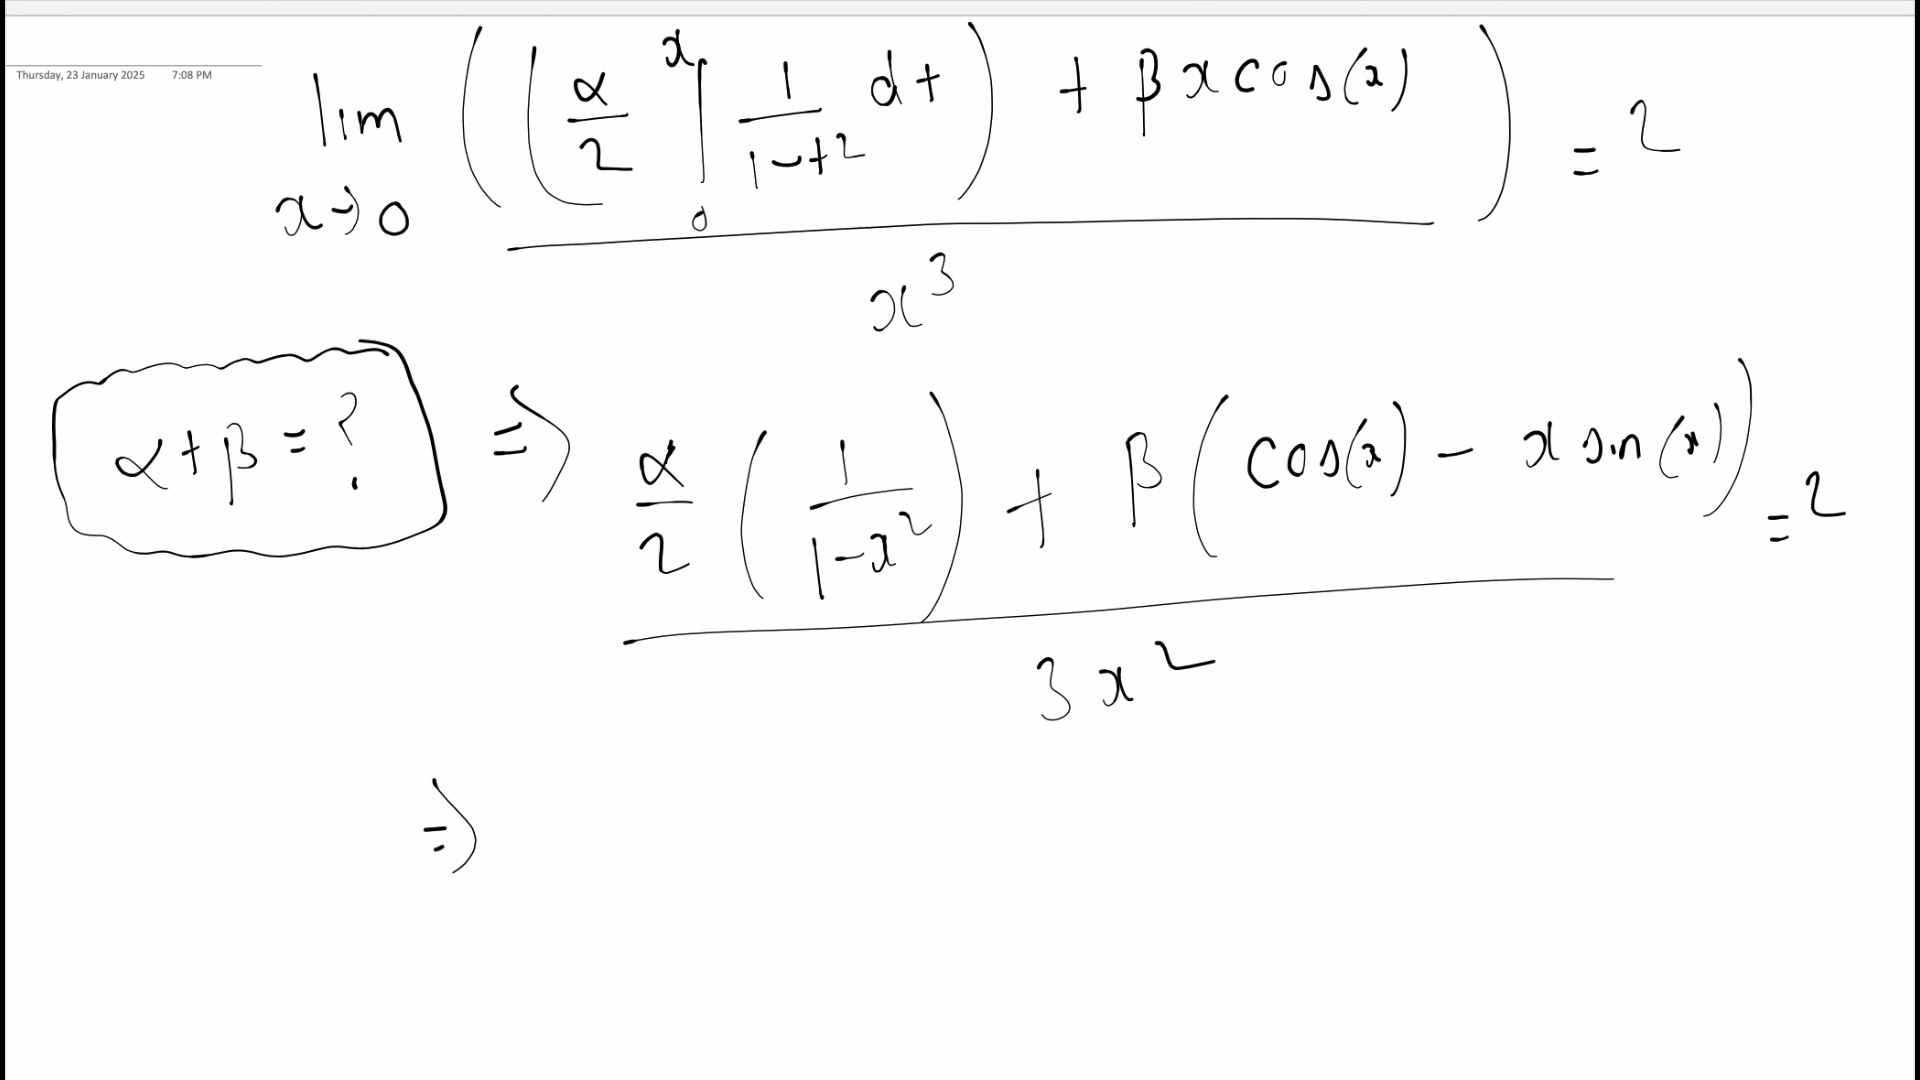 Thursday, 23 January 2025 7:08 PM
lim x→0 ( ( α/2 ∫₀ˣ 1/(1-t²) dt ) + β x cos(x) ) / x³ = 2
α + β = ?
⇒ ( α/2 ( 1/(1-x²) ) + β ( cos(x) - x sin(x) ) ) / 3x² = 2
⇒